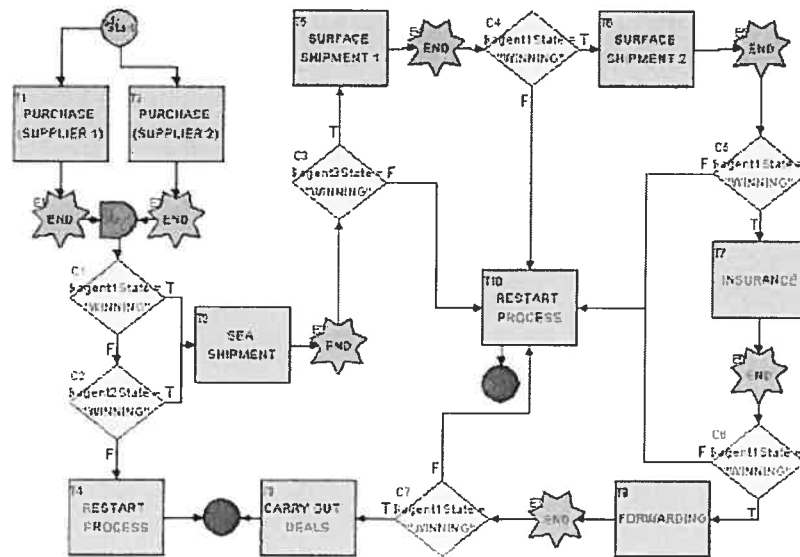 Start
T1
PURCHASE
(SUPPLIER 1)
T2
PURCHASE
(SUPPLIER 2)
END
END
C1
$agent1State =
"WINNING"
T
F
C2
$agent2State =
"WINNING"
T
F
T4
RESTART
PROCESS
T3
SEA
SHIPMENT
END
C3
$agent3State =
"WINNING"
T
F
T5
SURFACE
SHIPMENT 1
END
C4
$agent1State =
"WINNING"
T
F
T6
SURFACE
SHIPMENT 2
END
C5
$agent1State =
"WINNING"
F
T
T7
INSURANCE
END
C6
$agent1State =
"WINNING"
F
T
T8
FORWARDING
END
C7
$agent1State =
"WINNING"
F
T
CARRY OUT
DEALS
T10
RESTART
PROCESS